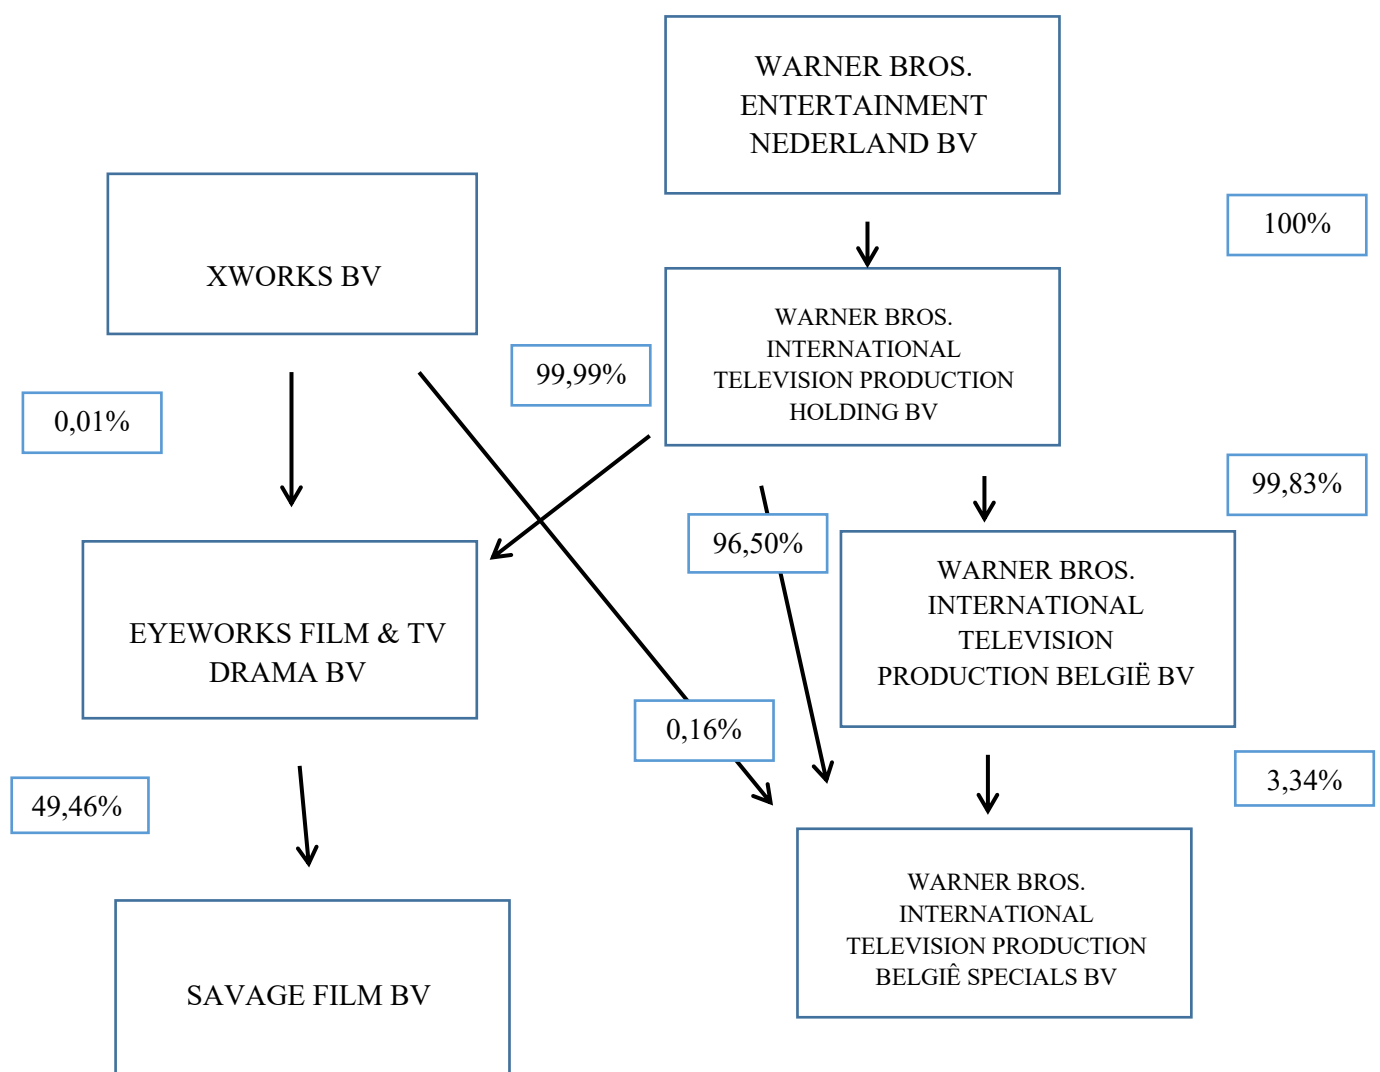 WARNER BROS.
ENTERTAINMENT
NEDERLAND BV
100%
XWORKS BV
WARNER BROS.
INTERNATIONAL
TELEVISION PRODUCTION
HOLDING BV
99,99%
0,01%
99,83%
96,50%
WARNER BROS.
INTERNATIONAL
TELEVISION
PRODUCTION BELGIË BV
EYEWORKS FILM & TV
DRAMA BV
0,16%
3,34%
49,46%
WARNER BROS.
INTERNATIONAL
TELEVISION PRODUCTION
BELGIÊ SPECIALS BV
SAVAGE FILM BV